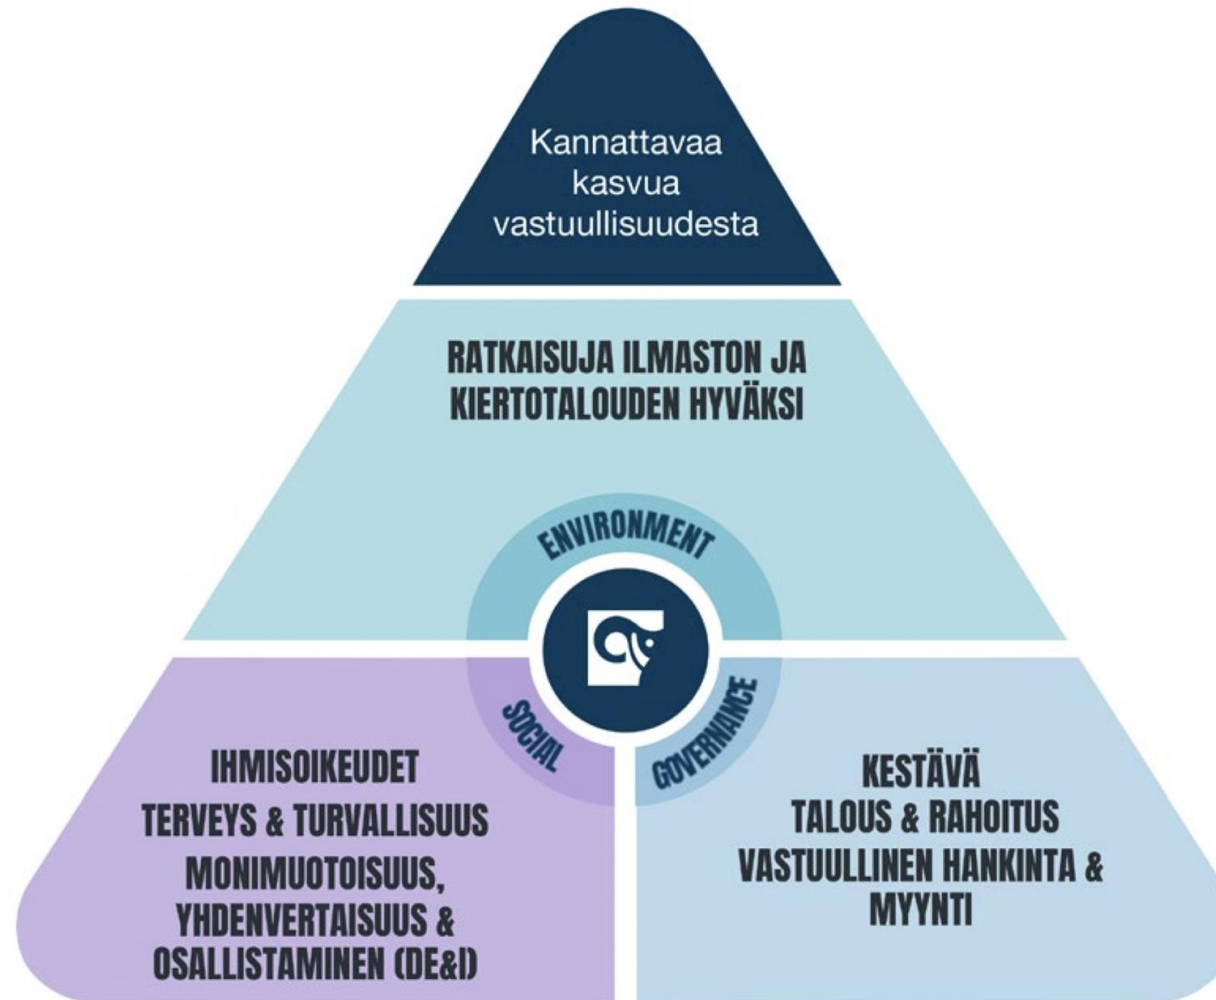 Kannattavaa
kasvua
vastuullisuudesta
RATKAISUJA ILMASTON JA
KIERTOTALOUDEN HYVÄKSI
ENVIRONMENT
SOCIAL
GOVERNANCE
IHMISOIKEUDET
TERVEYS & TURVALLISUUS
MONIMUOTOISUUS,
YHDENVERTAISUUS &
OSALLISTAMINEN (DE&I)
KESTÄVÄ
TALOUS & RAHOITUS
VASTUULLINEN HANKINTA &
MYYNTI